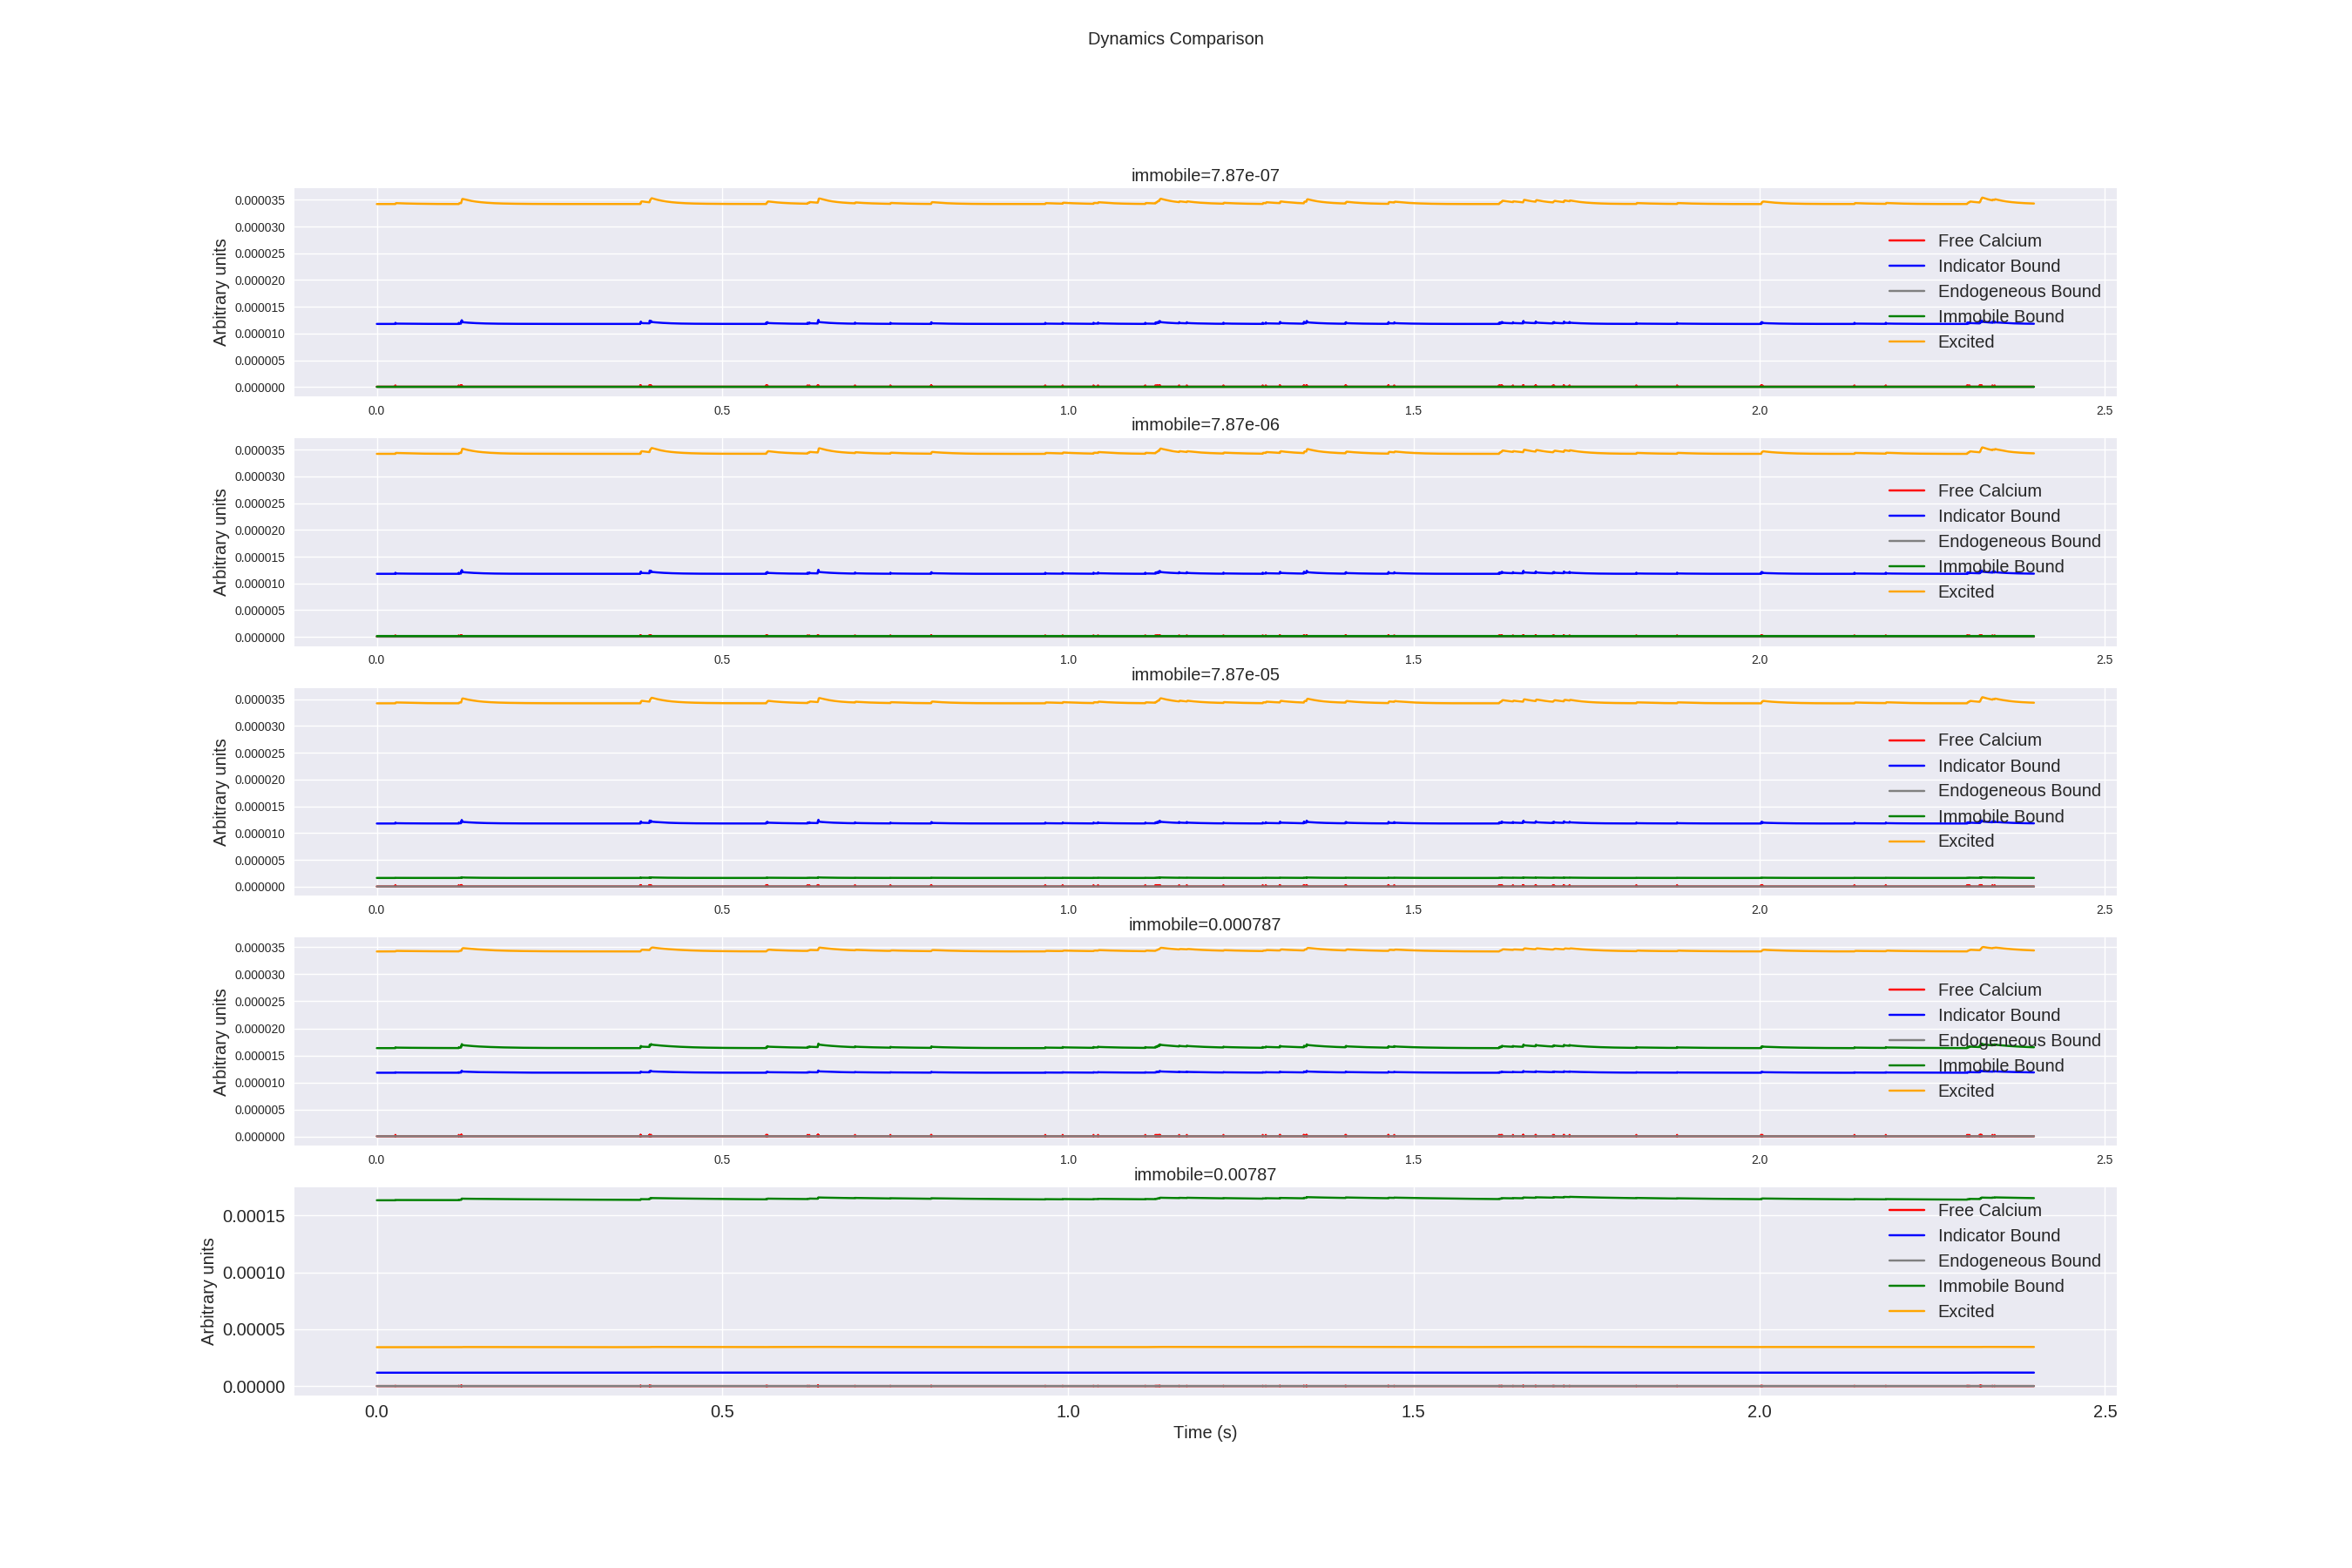 Dynamics Comparison
immobile=7.87e-07
Arbitrary units
0.000035
0.000030
0.000025
0.000020
0.000015
0.000010
0.000005
0.000000
Free Calcium
Indicator Bound
Endogeneous Bound
Immobile Bound
Excited
0.0 0.5 1.0 1.5 2.0 2.5
immobile=7.87e-06
Arbitrary units
0.000035
0.000030
0.000025
0.000020
0.000015
0.000010
0.000005
0.000000
Free Calcium
Indicator Bound
Endogeneous Bound
Immobile Bound
Excited
0.0 0.5 1.0 1.5 2.0 2.5
immobile=7.87e-05
Arbitrary units
0.000035
0.000030
0.000025
0.000020
0.000015
0.000010
0.000005
0.000000
Free Calcium
Indicator Bound
Endogeneous Bound
Immobile Bound
Excited
0.0 0.5 1.0 1.5 2.0 2.5
immobile=0.000787
Arbitrary units
0.000035
0.000030
0.000025
0.000020
0.000015
0.000010
0.000005
0.000000
Free Calcium
Indicator Bound
Endogeneous Bound
Immobile Bound
Excited
0.0 0.5 1.0 1.5 2.0 2.5
immobile=0.00787
Arbitrary units
0.00015
0.00010
0.00005
0.00000
Free Calcium
Indicator Bound
Endogeneous Bound
Immobile Bound
Excited
0.0 0.5 1.0 1.5 2.0 2.5
Time (s)